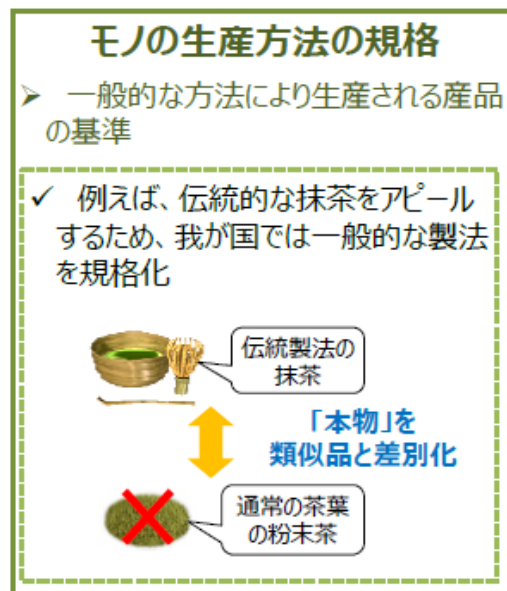 モノの生産方法の規格
➢ 一般的な方法により生産される産品
の基準
✓ 例えば、伝統的な抹茶をアピール
するため、我が国では一般的な製法
を規格化
伝統製法の
抹茶
「本物」を
類似品と差別化
通常の茶葉
の粉末茶